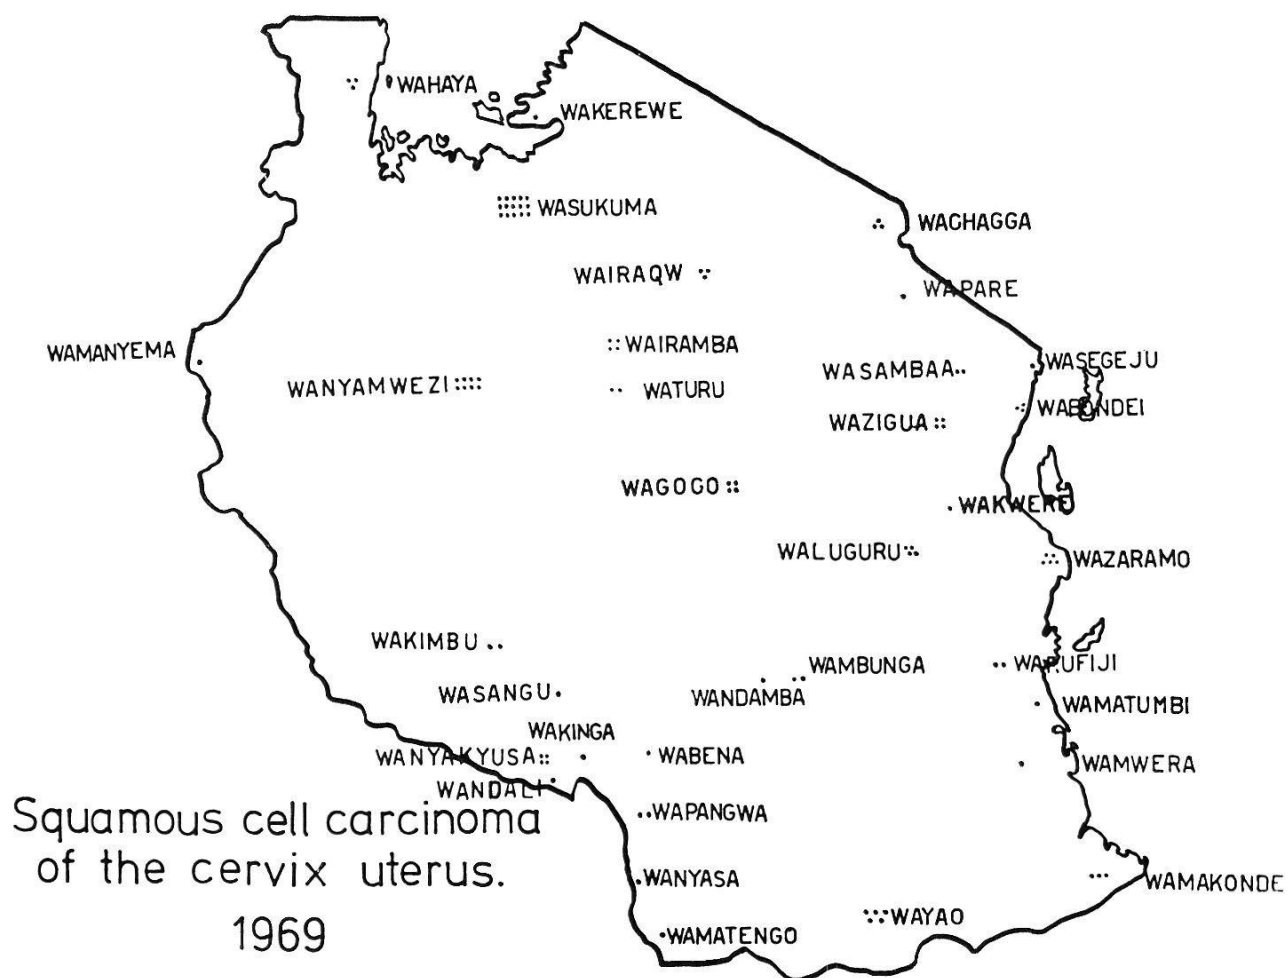 WAHAYA
WAKEREWE
WASUKUMA
WACHAGGA
WAIRAQW
WAPARE
WAMANYEMA
WAIRAMBA
WASEGEJU
WASAMBAA
WANYAMWEZI
WATURU
WABONDEI
WAZIGUA
WAGOGO
WAKWERE
WALUGURU
WAZARAMO
WAKIMBU
WAMBUNGA
WARUFIJI
WASANGU
WANDAMBA
WAMATUMBI
WAKINGA
WANYAKYUSA
WABENA
WAMWERA
WANDALI
WAPANGWA
WANYASA
WAMAKONDE
WAYAO
WAMATENGO
Squamous cell carcinoma
of the cervix uterus.
1969